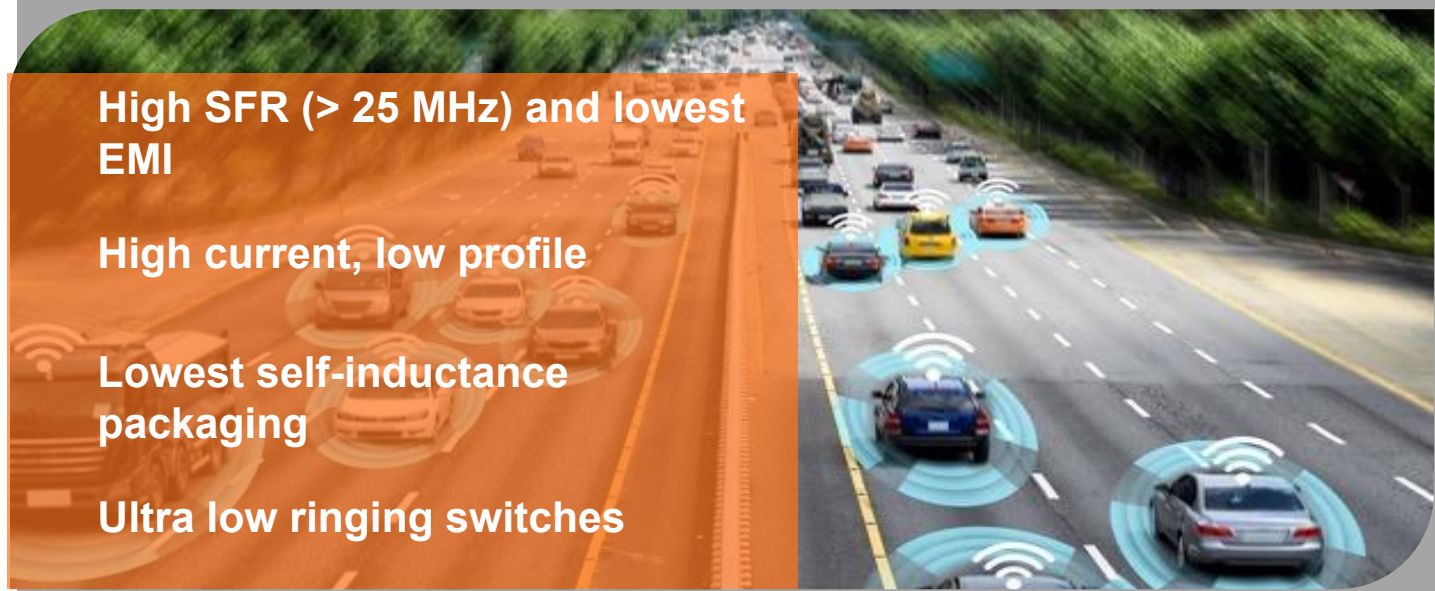 High SFR (> 25 MHz) and lowest
EMI
High current, low profile
Lowest self-inductance
packaging
Ultra low ringing switches